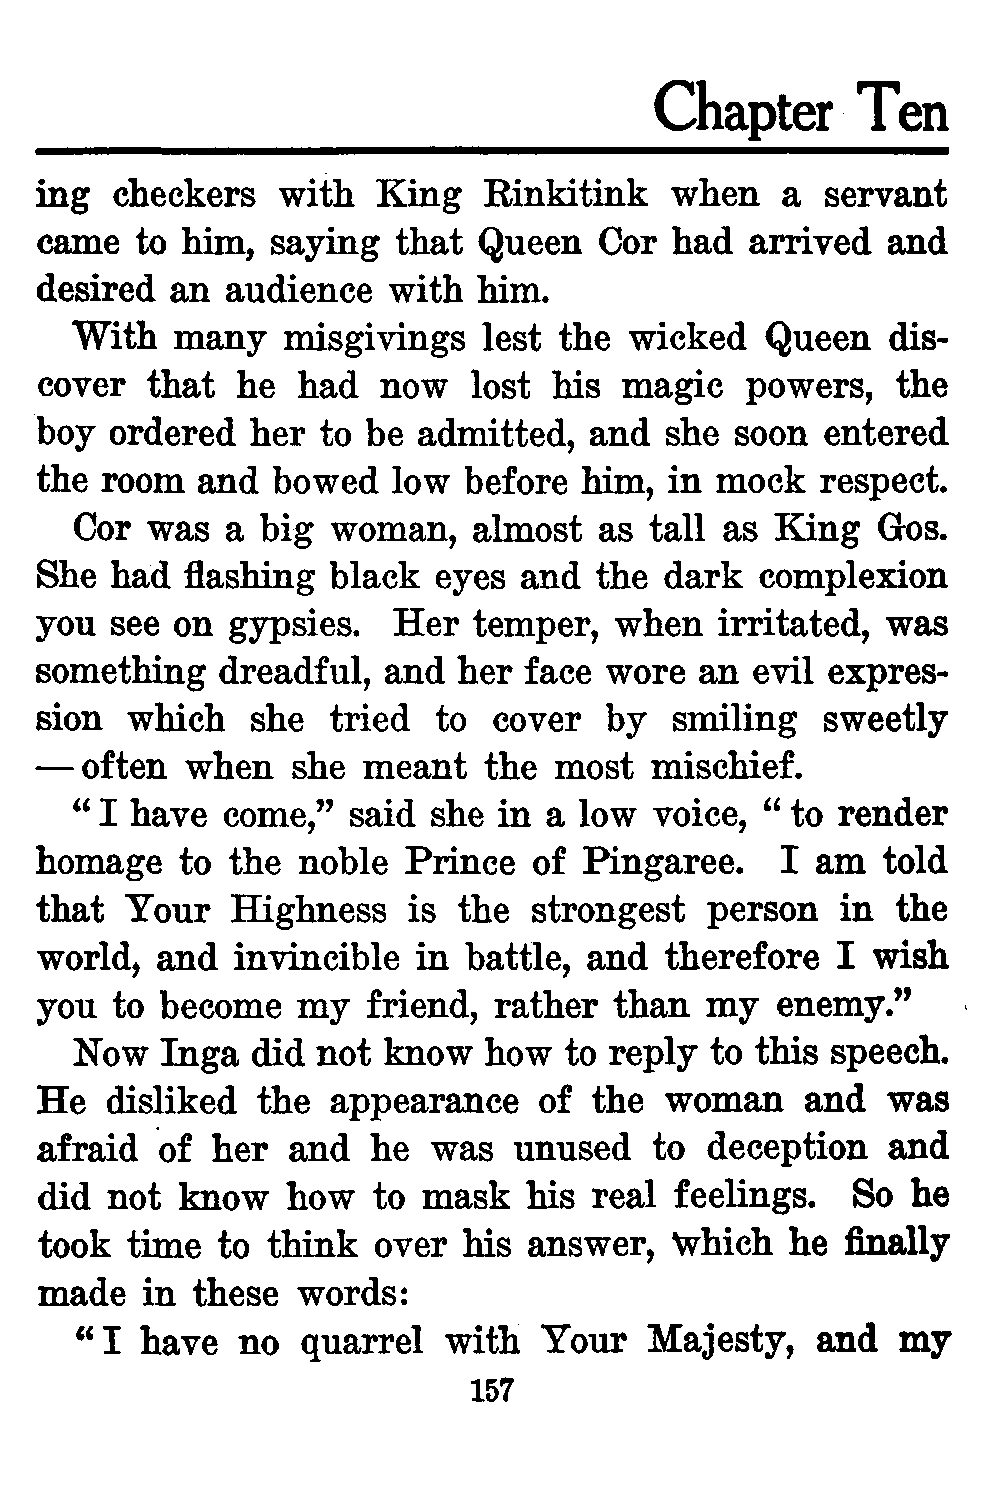 Chapter Ten
ing checkers with King Rinkitink when a servant
came to him, saying that Queen Cor had arrived and
desired an audience with him.
With many misgivings lest the wicked Queen dis-
cover that he had now lost his magic powers, the
boy ordered her to be admitted, and she soon entered
the room and bowed low before him, in mock respect.
Cor was a big woman, almost as tall as King Gos.
She had flashing black eyes and the dark complexion
you see on gypsies. Her temper, when irritated, was
something dreadful, and her face wore an evil expres-
sion which she tried to cover by smiling sweetly
— often when she meant the most mischief.
“ I have come,” said she in a low voice, “ to render
homage to the noble Prince of Pingaree. I am told
that Your Highness is the strongest person in the
world, and invincible in battle, and therefore I wish
you to become my friend, rather than my enemy.”
Now Inga did not know how to reply to this speech.
He disliked the appearance of the woman and was
afraid of her and he was unused to deception and
did not know how to mask his real feelings. So he
took time to think over his answer, which he finally
made in these words:
“ I have no quarrel with Your Majesty, and my
157